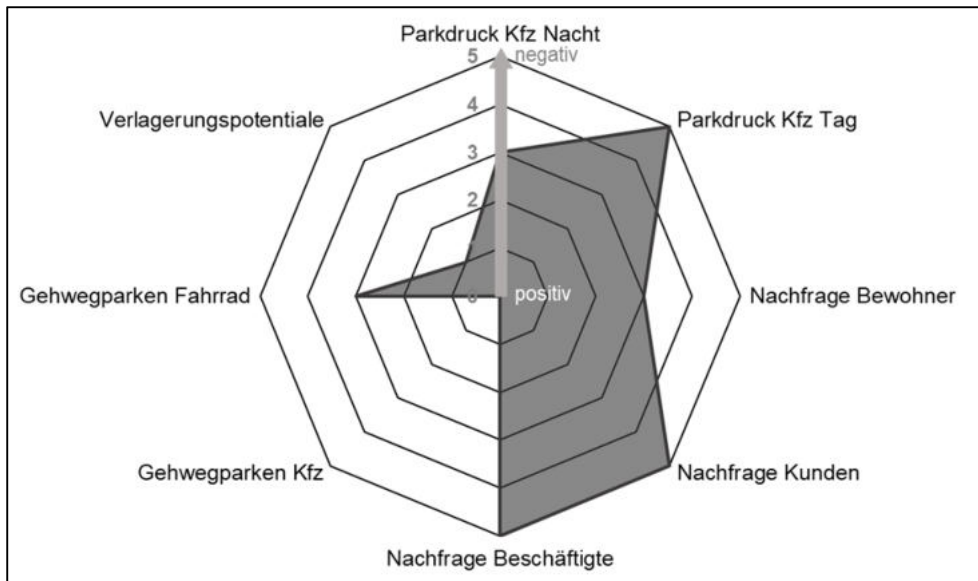 Parkdruck Kfz Nacht
5 negativ
Verlagerungspotentiale
4
Parkdruck Kfz Tag
3
2
Gehwegparken Fahrrad
0
positiv
Nachfrage Bewohner
Gehwegparken Kfz
Nachfrage Kunden
Nachfrage Beschäftigte